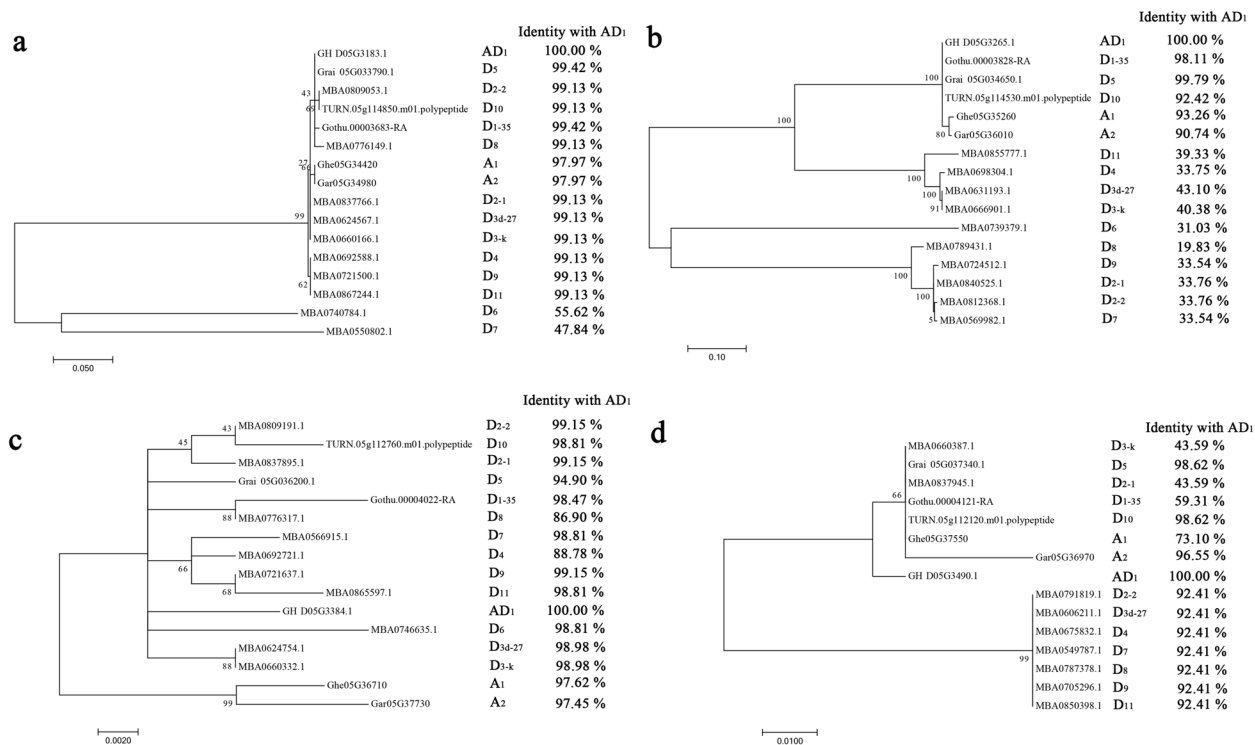 a
Identity with AD1
GH D05G3183.1 AD1 100.00 %
Grai 05G033790.1 D5 99.42 %
43 MBA0809053.1 D2-2 99.13 %
69 TURN.05g114850.m01.polypeptide D10 99.13 %
Gothu.00003683-RA D1-35 99.42 %
MBA0776149.1 D8 99.13 %
27 Ghe05G34420 A1 97.97 %
Gar05G34980 A2 97.97 %
MBA0837766.1 D2-1 99.13 %
99 MBA0624567.1 D3d-27 99.13 %
MBA0660166.1 D3-k 99.13 %
MBA0692588.1 D4 99.13 %
MBA0721500.1 D9 99.13 %
62 MBA0867244.1 D11 99.13 %
MBA0740784.1 D6 55.62 %
MBA0550802.1 D7 47.84 %
0.050
b
Identity with AD1
GH D05G3265.1 AD1 100.00 %
Gothu.00003828-RA D1-35 98.11 %
100 Grai 05G034650.1 D5 99.79 %
TURN.05g114530.m01.polypeptide D10 92.42 %
100 Ghe05G35260 A1 93.26 %
80 Gar05G36010 A2 90.74 %
MBA0855777.1 D11 39.33 %
100 MBA0698304.1 D4 33.75 %
100 MBA0631193.1 D3d-27 43.10 %
91 MBA0666901.1 D3-k 40.38 %
MBA0739379.1 D6 31.03 %
MBA0789431.1 D8 19.83 %
100 MBA0724512.1 D9 33.54 %
MBA0840525.1 D2-1 33.76 %
100 MBA0812368.1 D2-2 33.76 %
5 MBA0569982.1 D7 33.54 %
0.10
c
Identity with AD1
43 MBA0809191.1 D2-2 99.15 %
45 TURN.05g112760.m01.polypeptide D10 98.81 %
MBA0837895.1 D2-1 99.15 %
Grai 05G036200.1 D5 94.90 %
Gothu.00004022-RA D1-35 98.47 %
88 MBA0776317.1 D8 86.90 %
MBA0566915.1 D7 98.81 %
MBA0692721.1 D4 88.78 %
66 MBA0721637.1 D9 99.15 %
68 MBA0865597.1 D11 98.81 %
GH D05G3384.1 AD1 100.00 %
MBA0746635.1 D6 98.81 %
MBA0624754.1 D3d-27 98.98 %
88 MBA0660332.1 D3-k 98.98 %
Ghe05G36710 A1 97.62 %
99 Gar05G37730 A2 97.45 %
0.0020
d
Identity with AD1
MBA0660387.1 D3-k 43.59 %
Grai 05G037340.1 D5 98.62 %
MBA0837945.1 D2-1 43.59 %
66 Gothu.00004121-RA D1-35 59.31 %
TURN.05g112120.m01.polypeptide D10 98.62 %
Ghe05G37550 A1 73.10 %
Gar05G36970 A2 96.55 %
GH D05G3490.1 AD1 100.00 %
MBA0791819.1 D2-2 92.41 %
MBA0606211.1 D3d-27 92.41 %
MBA0675832.1 D4 92.41 %
MBA0549787.1 D7 92.41 %
99 MBA0787378.1 D8 92.41 %
MBA0705296.1 D9 92.41 %
MBA0850398.1 D11 92.41 %
0.0100